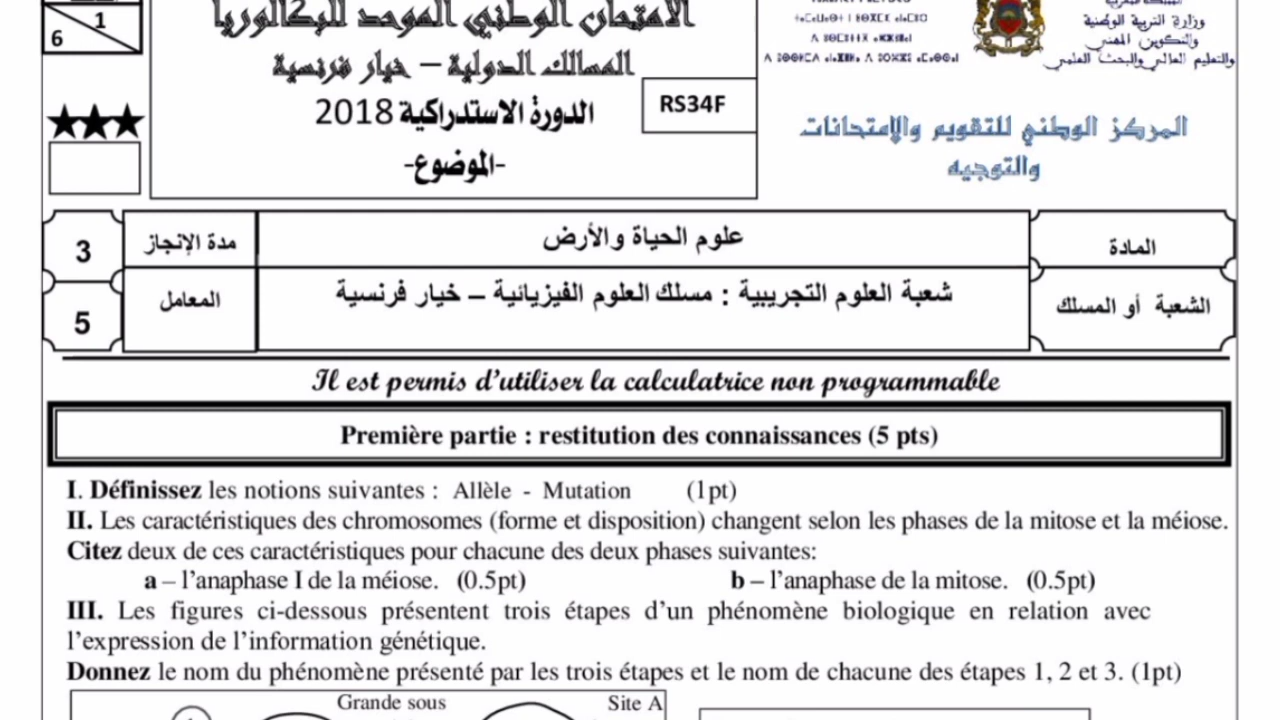 1
6
الامتحان الوطني الموحد للبكالوريا
المسالك الدولية – خيار فرنسية
الدورة الاستدراكية 2018
-الموضوع-
RS34F
وزارة التربية الوطنية
والتكوين المهني
والتعليم العالي والبحث العلمي
المركز الوطني للتقويم والامتحانات
والتوجيه
المادة
علوم الحياة والأرض
مدة الإنجاز
3
الشعبة أو المسلك
شعبة العلوم التجريبية : مسلك العلوم الفيزيائية – خيار فرنسية
المعامل
5
Il est permis d'utiliser la calculatrice non programmable
Première partie : restitution des connaissances (5 pts)
I. Définissez les notions suivantes : Allèle - Mutation (1pt)
II. Les caractéristiques des chromosomes (forme et disposition) changent selon les phases de la mitose et la méiose.
Citez deux de ces caractéristiques pour chacune des deux phases suivantes:
a – l'anaphase I de la méiose. (0.5pt) b – l'anaphase de la mitose. (0.5pt)
III. Les figures ci-dessous présentent trois étapes d'un phénomène biologique en relation avec
l'expression de l'information génétique.
Donnez le nom du phénomène présenté par les trois étapes et le nom de chacune des étapes 1, 2 et 3. (1pt)
Grande sous Site A